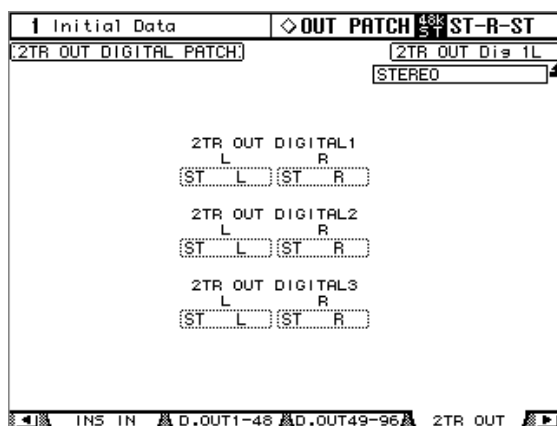 1 Initial Data ◇OUT PATCH 48K ST ST-R-ST
2TR OUT DIGITAL PATCH 2TR OUT Dig 1L
STEREO
2TR OUT DIGITAL1
L R
ST L ST R
2TR OUT DIGITAL2
L R
ST L ST R
2TR OUT DIGITAL3
L R
ST L ST R
INS IN D.OUT1-48 D.OUT49-96 2TR OUT